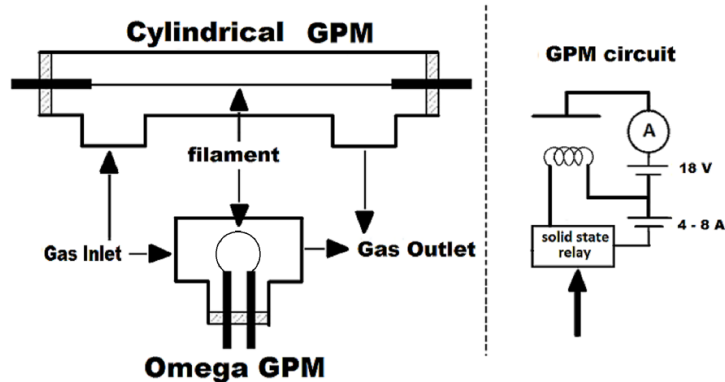 Cylindrical GPM
filament
Gas Inlet
Gas Outlet
Omega GPM
GPM circuit
A
18 V
4 - 8 A
solid state
relay